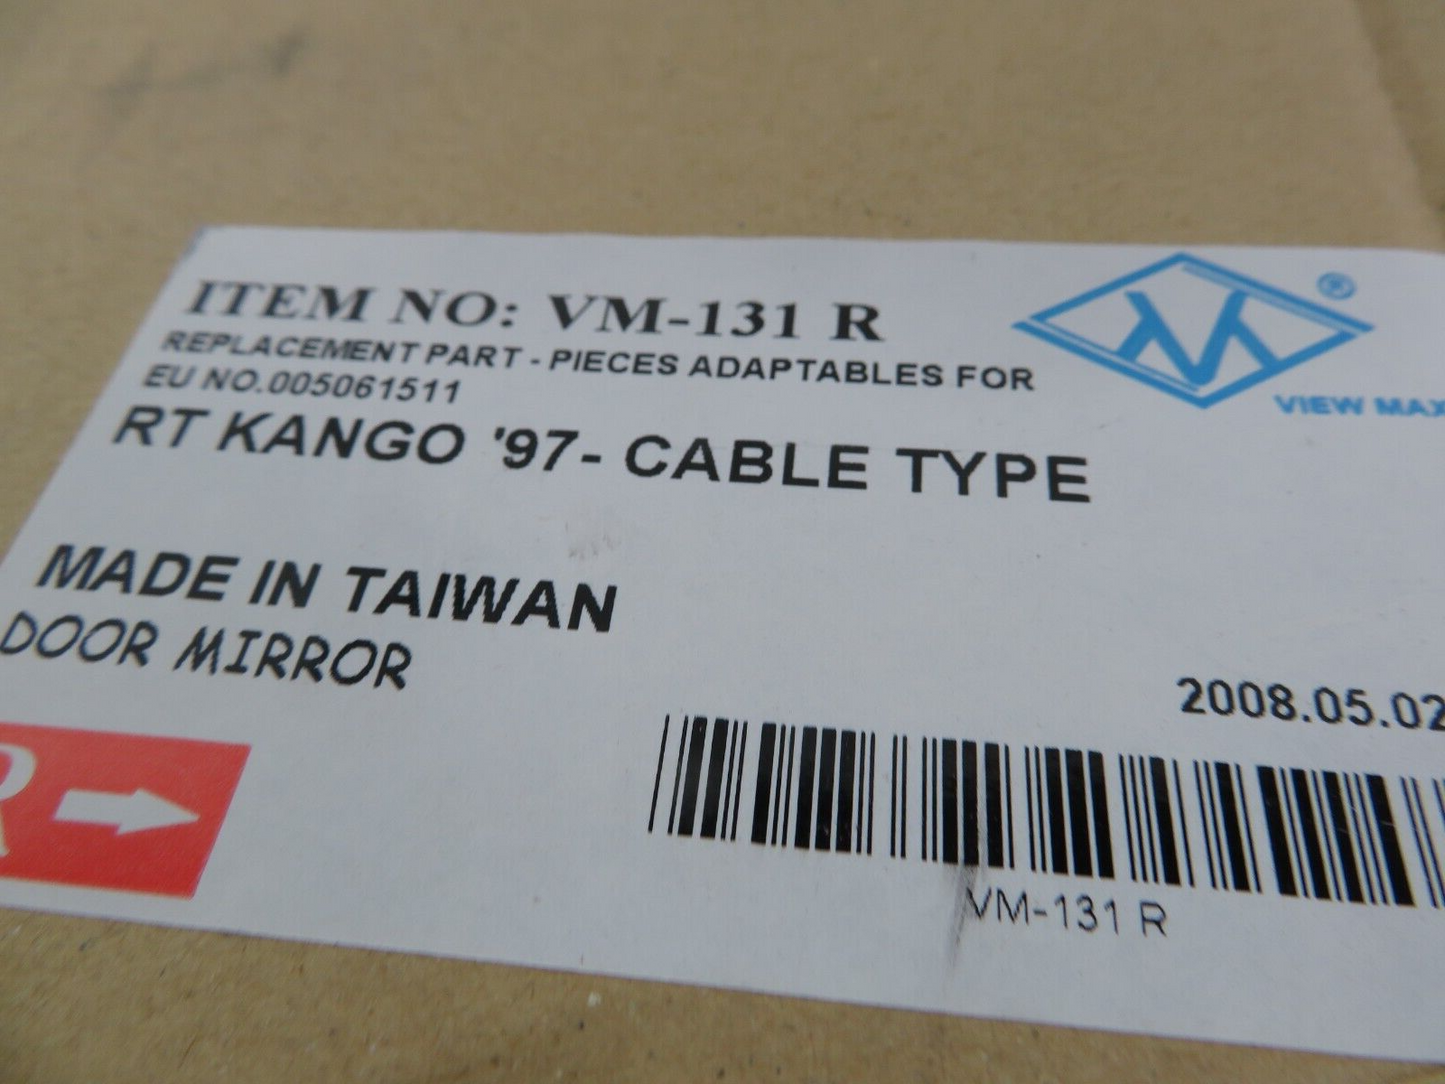 ITEM NO: VM-131 R
REPLACEMENT PART - PIECES ADAPTABLES FOR
EU NO.005061511
RT KANGO '97- CABLE TYPE
®
VIEW MAX
MADE IN TAIWAN
DOOR MIRROR
2008.05.02
R
VM-131 R